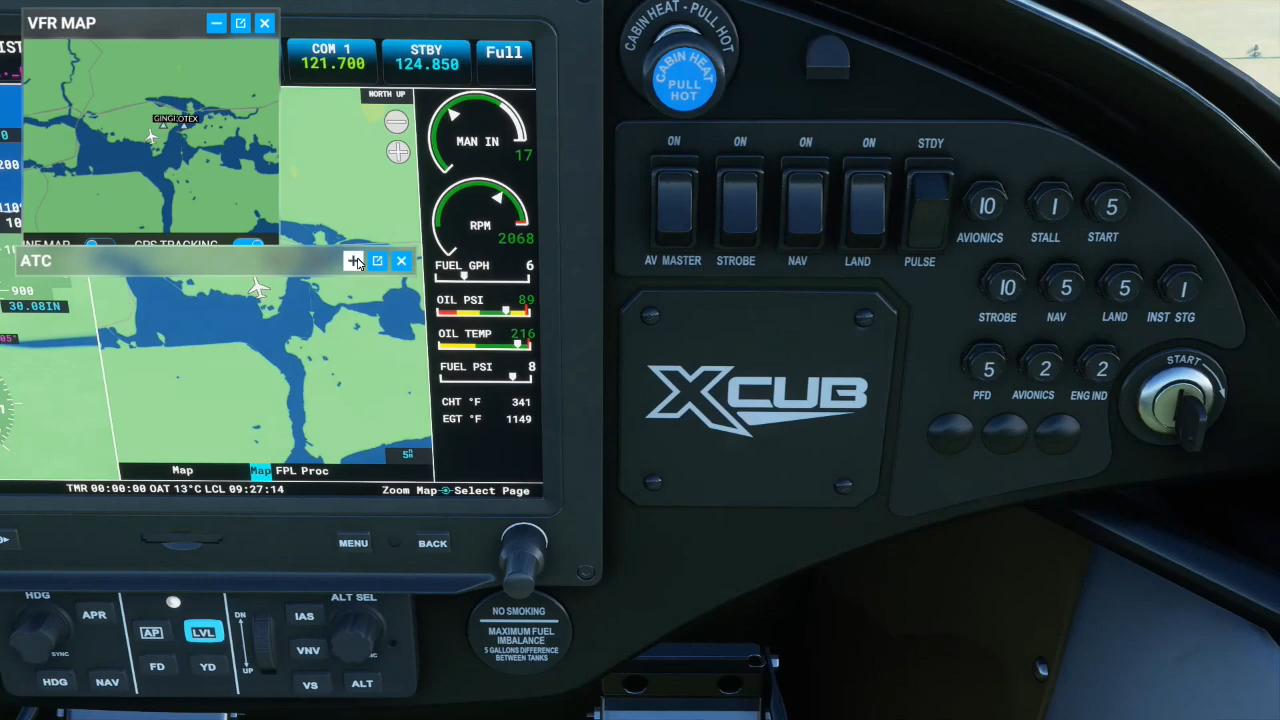 VFR MAP
GPS TRACKING
ATC
30.08IN
900
COM 1
121.700
STBY
124.850
Full
NORTH UP
MAN IN
17
RPM
2068
FUEL GPH 6
OIL PSI 89
OIL TEMP 216
FUEL PSI 8
CHT °F 341
EGT °F 1149
Map
Map FPL Proc
TMR 00:00:00 OAT 13°C LCL 09:27:14
Zoom Map Select Page
MENU
BACK
HDG
SYNC
APR
AP
LVL
FD
YD
HDG
NAV
DN
UP
IAS
VNV
VS
ALT SEL
ALT
NO SMOKING
MAXIMUM FUEL
IMBALANCE
5 GALLONS DIFFERENCE
BETWEEN TANKS
CABIN HEAT - PULL HOT
CABIN HEAT
PULL
HOT
ON ON ON ON STDY
AV MASTER STROBE NAV LAND PULSE
10 1 5
AVIONICS STALL START
10 5 5 1
STROBE NAV LAND INST STG
5 2 2
PFD AVIONICS ENG IND
START
XCUB